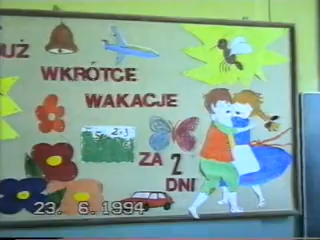 UŻ
WKRÓTCE
WAKACJE
ZA 2
DNI
23. 6.1994